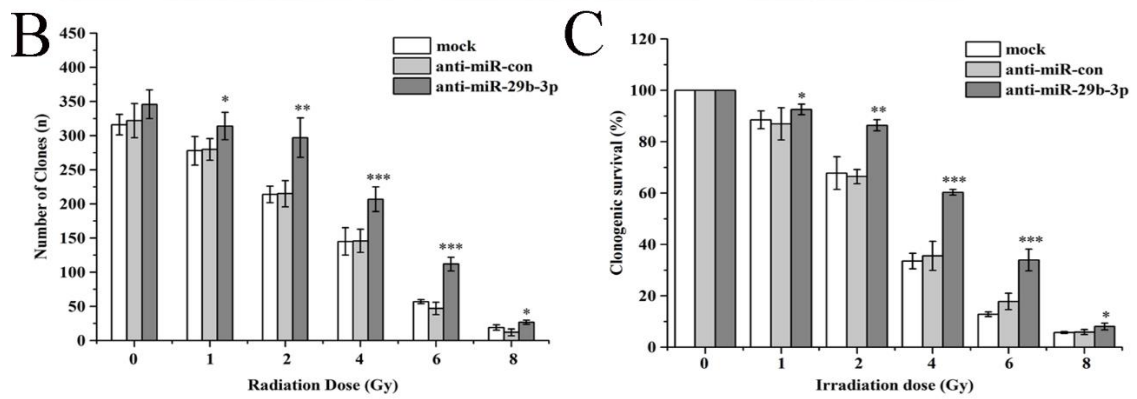 B
450
400
350
300
250
200
150
100
50
0
Number of Clones (n)
mock
anti-miR-con
anti-miR-29b-3p
*
**
***
***
*
0 1 2 4 6 8
Radiation Dose (Gy)
C
120
100
80
60
40
20
0
Clonogenic survival (%)
mock
anti-miR-con
anti-miR-29b-3p
*
**
***
***
*
0 1 2 4 6 8
Irradiation dose (Gy)